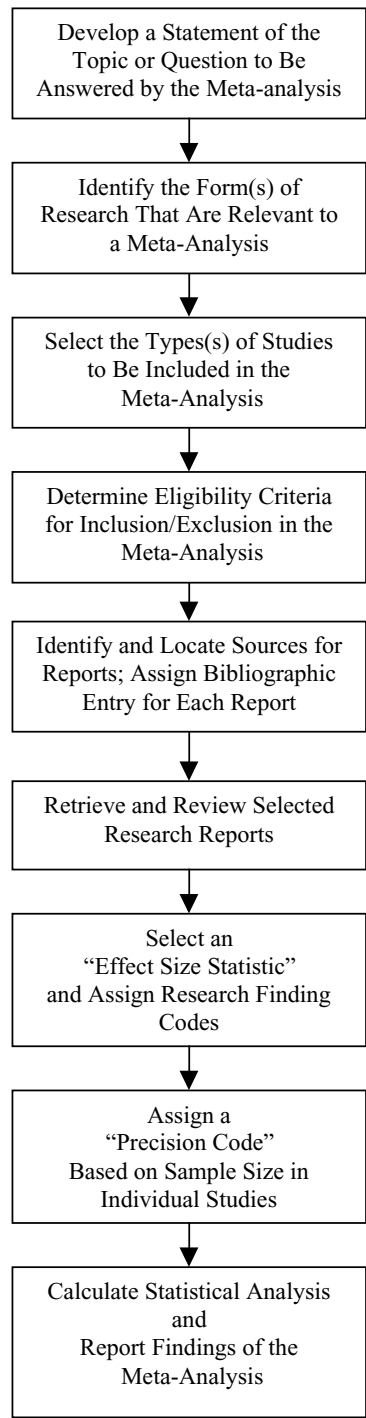 Develop a Statement of the
Topic or Question to Be
Answered by the Meta-analysis
Identify the Form(s) of
Research That Are Relevant to
a Meta-Analysis
Select the Types(s) of Studies
to Be Included in the
Meta-Analysis
Determine Eligibility Criteria
for Inclusion/Exclusion in the
Meta-Analysis
Identify and Locate Sources for
Reports; Assign Bibliographic
Entry for Each Report
Retrieve and Review Selected
Research Reports
Select an
“Effect Size Statistic”
and Assign Research Finding
Codes
Assign a
“Precision Code”
Based on Sample Size in
Individual Studies
Calculate Statistical Analysis
and
Report Findings of the
Meta-Analysis